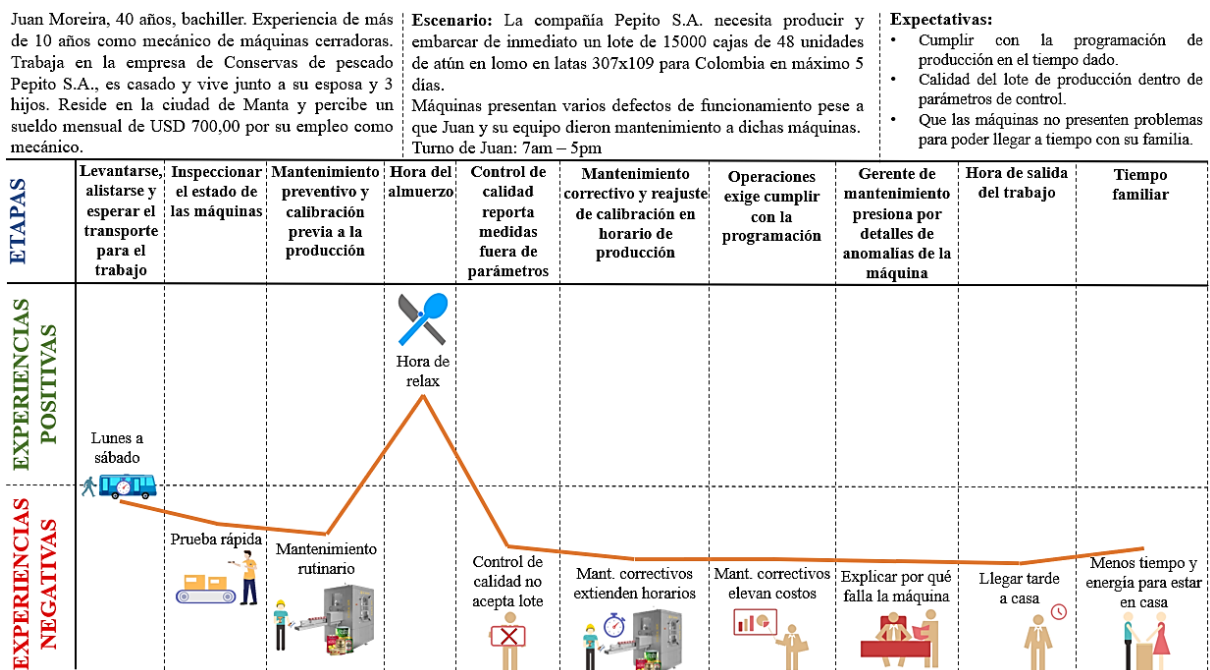 Juan Moreira, 40 años, bachiller. Experiencia de más
de 10 años como mecánico de máquinas cerradoras.
Trabaja en la empresa de Conservas de pescado
Pepito S.A., es casado y vive junto a su esposa y 3
hijos. Reside en la ciudad de Manta y percibe un
sueldo mensual de USD 700,00 por su empleo como
mecánico.
Escenario: La compañía Pepito S.A. necesita producir y
embarcar de inmediato un lote de 15000 cajas de 48 unidades
de atún en lomo en latas 307x109 para Colombia en máximo 5
días.
Máquinas presentan varios defectos de funcionamiento pese a
que Juan y su equipo dieron mantenimiento a dichas máquinas.
Turno de Juan: 7am – 5pm
Expectativas:
• Cumplir con la programación de
producción en el tiempo dado.
• Calidad del lote de producción dentro de
parámetros de control.
• Que las máquinas no presenten problemas
para poder llegar a tiempo con su familia.
ETAPAS
Levantarse,
alistarse y
esperar el
transporte
para el
trabajo
Inspeccionar
el estado de
las máquinas
Mantenimiento
preventivo y
calibración
previa a la
producción
Hora del
almuerzo
Control de
calidad
reporta
medidas
fuera de
parámetros
Mantenimiento
correctivo y reajuste
de calibración en
horario de
producción
Operaciones
exige cumplir
con la
programación
Gerente de
mantenimiento
presiona por
detalles de
anomalías de la
máquina
Hora de salida
del trabajo
Tiempo
familiar
EXPERIENCIAS
POSITIVAS
Hora de
relax
Lunes a
sábado
EXPERIENCIAS
NEGATIVAS
Prueba rápida
Mantenimiento
rutinario
Control de
calidad no
acepta lote
Mant. correctivos
extienden horarios
Mant. correctivos
elevan costos
Explicar por qué
falla la máquina
Llegar tarde
a casa
Menos tiempo y
energía para estar
en casa